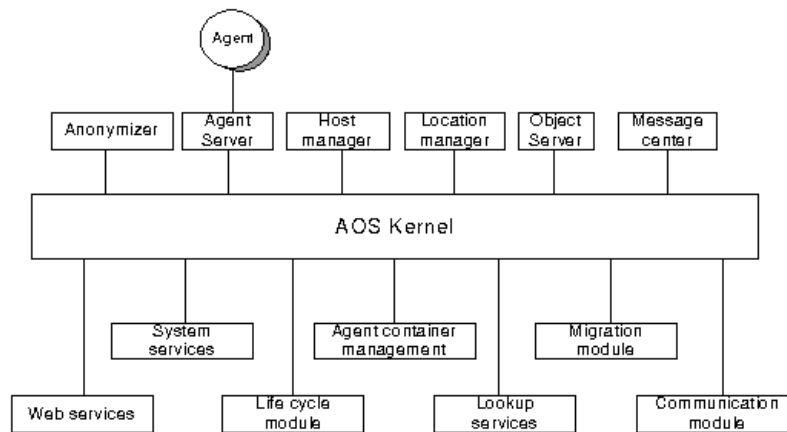 Agent
Anonymizer
Agent
Server
Host
manager
Location
manager
Object
Server
Message
center
AOS Kernel
System
services
Agent container
management
Migration
module
Web services
Life cycle
module
Lookup
services
Communication
module